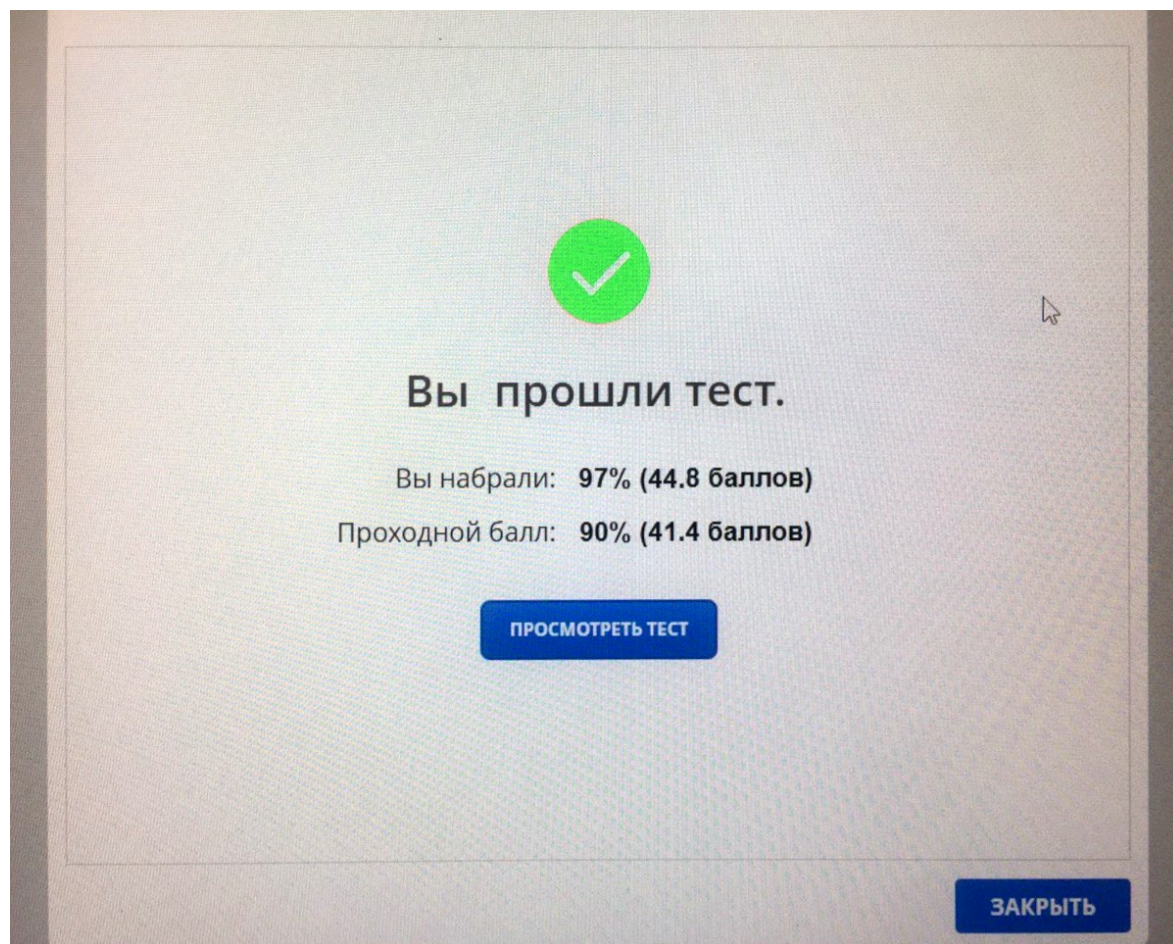 Вы прошли тест.
Вы набрали: 97% (44.8 баллов)
Проходной балл: 90% (41.4 баллов)
ПРОСМОТРЕТЬ ТЕСТ
ЗАКРЫТЬ